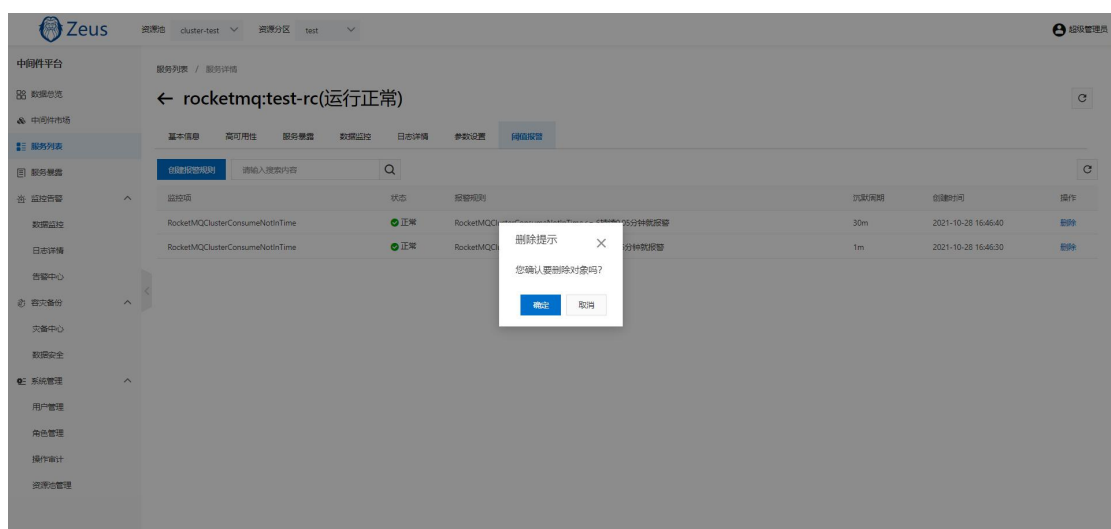 Zeus 资源池 cluster-test 资源分区 test 超级管理员
中间件平台
服务列表 / 服务详情
数据总览
← rocketmq:test-rc(运行正常)
中间件市场
基本信息 高可用性 服务暴露 数据监控 日志详情 参数设置 阈值报警
服务列表
创建报警规则 请输入搜索内容
服务暴露
监控告警
监控项 状态 报警规则 沉默周期 创建时间 操作
数据监控
RocketMQClusterConsumeNotInTime 正常 30m 2021-10-28 16:46:40 删除
日志详情
RocketMQClusterConsumeNotInTime 正常 分钟就报警 1m 2021-10-28 16:46:30 删除
删除提示
您确认要删除对象吗?
确定 取消
告警中心
容灾备份
灾备中心
数据安全
系统管理
用户管理
角色管理
操作审计
资源池管理